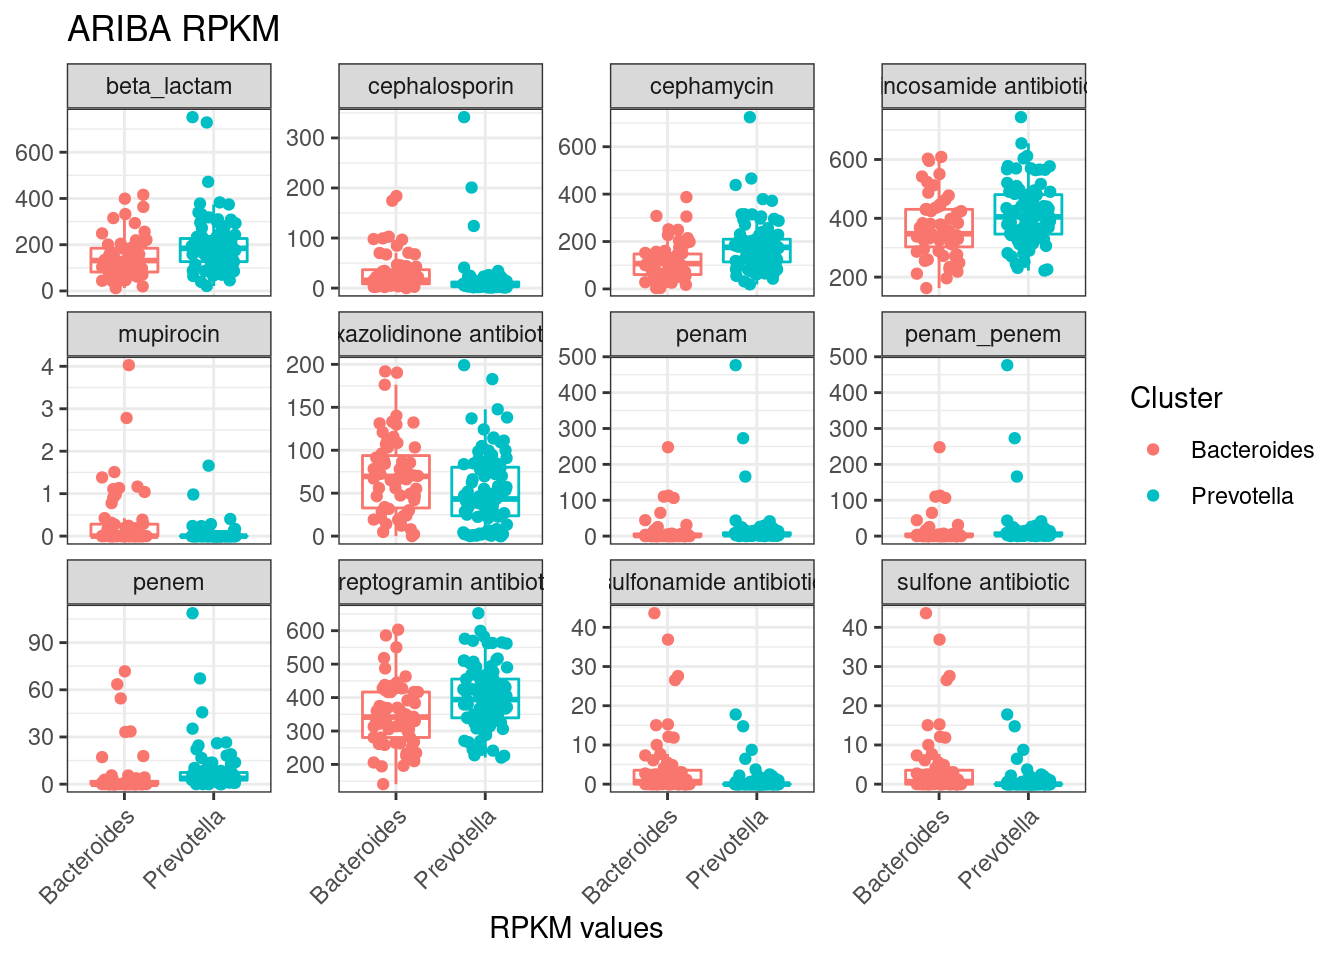 ARIBA RPKM
beta_lactam cephalosporin cephamycin incosamide antibiotic
600 400 200 0
300 200 100 0
600 400 200 0
600 400 200
mupirocin xazolidinone antibiot penam penam_penem
4 3 2 1 0
200 150 100 50 0
500 400 300 200 100 0
500 400 300 200 100 0
penem reptogramin antibiot sulfonamide antibiotic sulfone antibiotic
90 60 30 0
600 500 400 300 200
40 30 20 10 0
40 30 20 10 0
Bacteroides Prevotella Bacteroides Prevotella Bacteroides Prevotella Bacteroides Prevotella
RPKM values
Cluster
Bacteroides
Prevotella